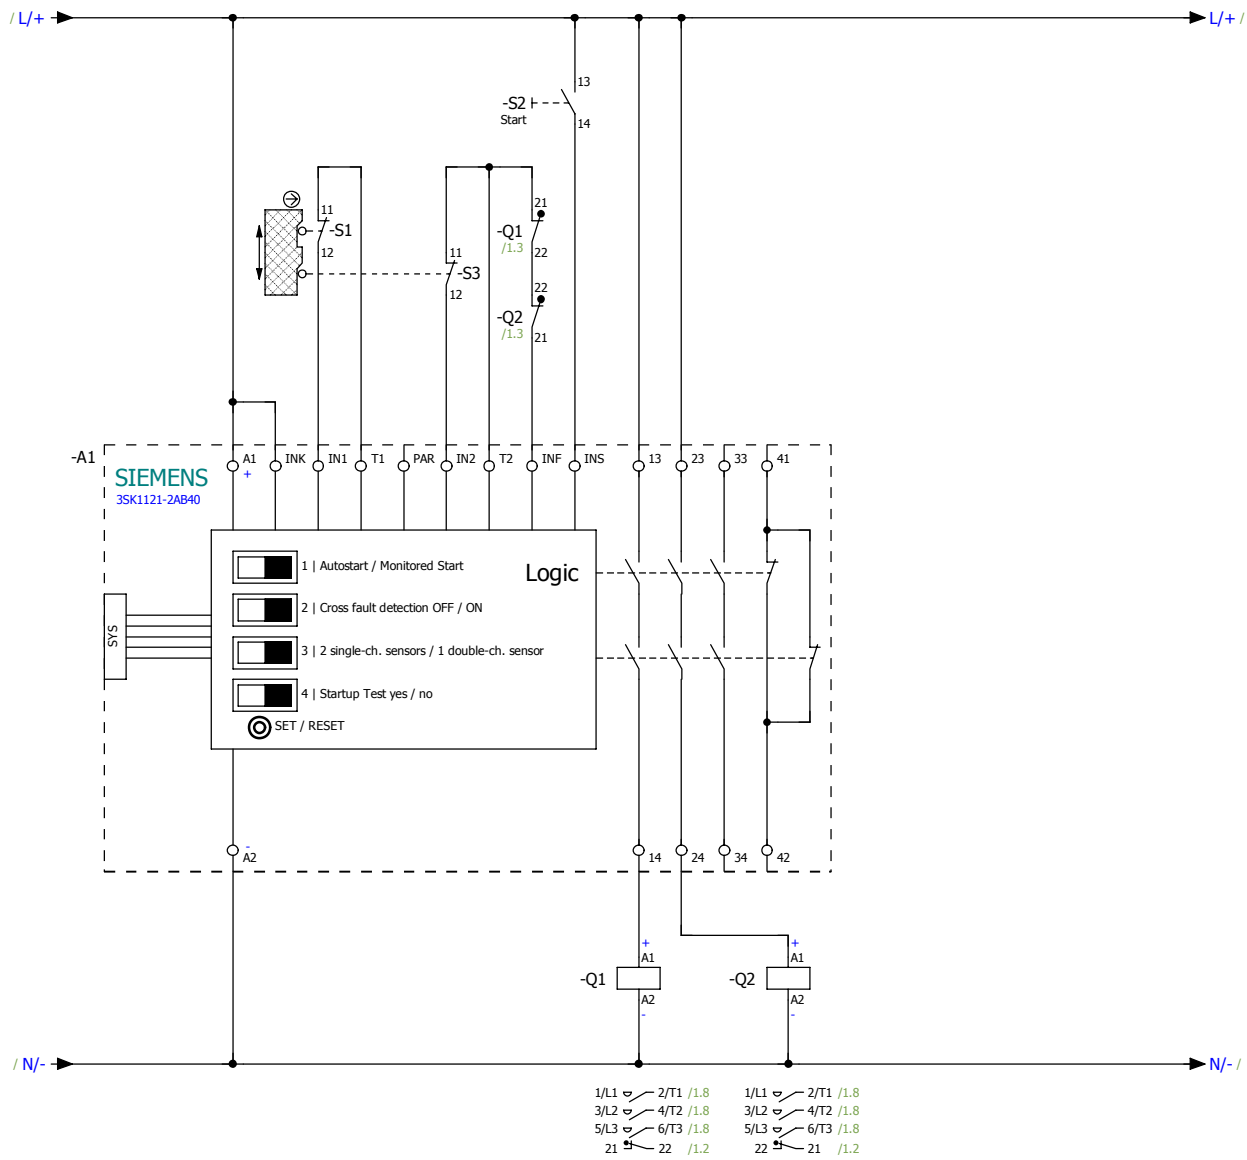 / L/+
L/+ /
13
-S2
Start
14
11
-S1
12
11
-S3
12
21
-Q1
/1.3
22
22
-Q2
/1.3
21
-A1
SIEMENS
3SK1121-2AB40
A1
+
INK
IN1
T1
PAR
IN2
T2
INF
INS
13
23
33
41
Logic
1 | Autostart / Monitored Start
2 | Cross fault detection OFF / ON
3 | 2 single-ch. sensors / 1 double-ch. sensor
4 | Startup Test yes / no
SET / RESET
SYS
-
A2
14
24
34
42
+
A1
-Q1
A2
-
+
A1
-Q2
A2
-
/ N/-
N/- /
1/L1 2/T1 /1.8
3/L2 4/T2 /1.8
5/L3 6/T3 /1.8
21 22 /1.2
1/L1 2/T1 /1.8
3/L2 4/T2 /1.8
5/L3 6/T3 /1.8
22 21 /1.2